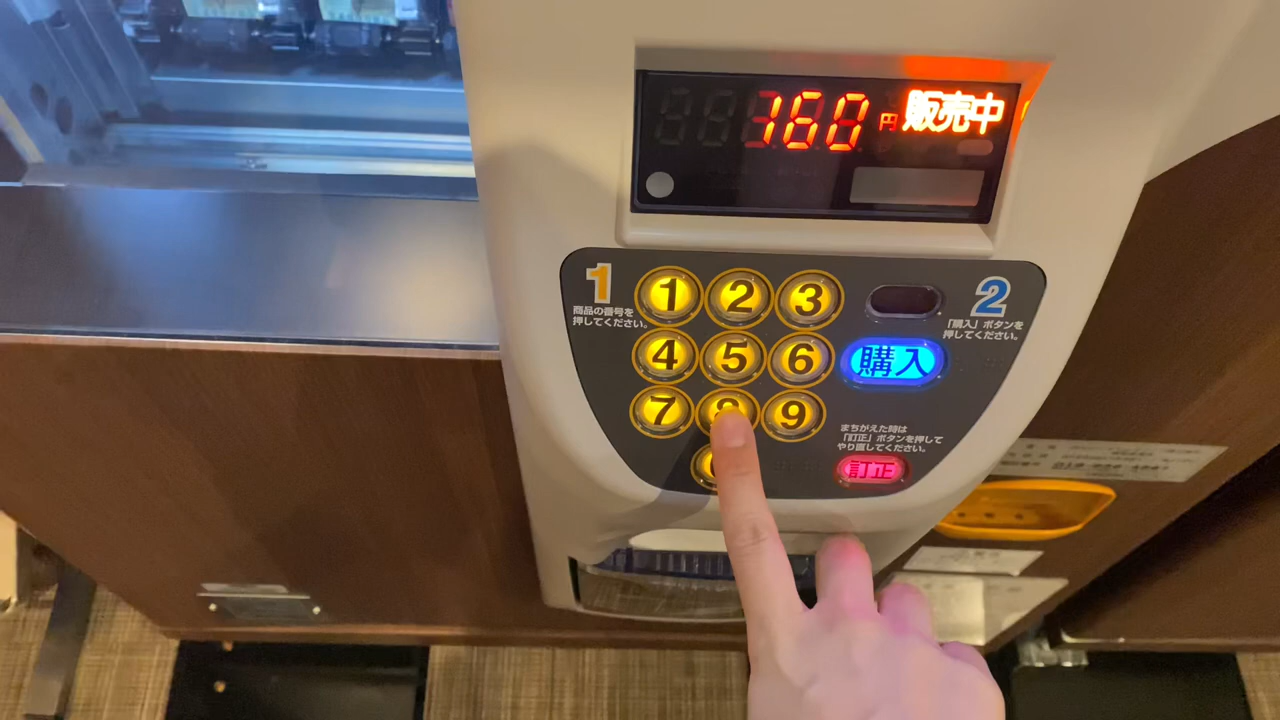 160円 販売中
1
商品の番号を
押してください。
1 2 3
2
「購入」ボタンを
押してください。
4 5 6
購入
7 8 9
まちがえた時は
「訂正」ボタンを押して
やり直してください。
訂正